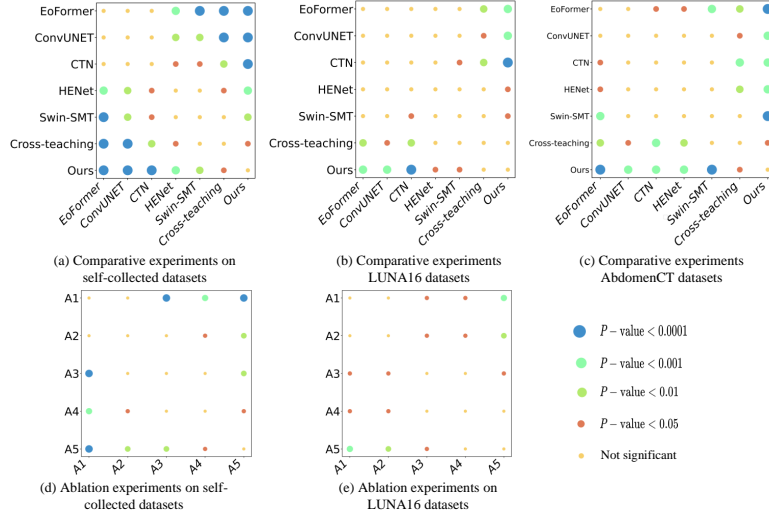 EoFormer
ConvUNET
CTN
HENet
Swin-SMT
Cross-teaching
Ours
EoFormer
ConvUNET
CTN
HENet
Swin-SMT
Cross-teaching
Ours
(a) Comparative experiments on
self-collected datasets
EoFormer
ConvUNET
CTN
HENet
Swin-SMT
Cross-teaching
Ours
EoFormer
ConvUNET
CTN
HENet
Swin-SMT
Cross-teaching
Ours
(b) Comparative experiments
LUNA16 datasets
EoFormer
ConvUNET
CTN
HENet
Swin-SMT
Cross-teaching
Ours
EoFormer
ConvUNET
CTN
HENet
Swin-SMT
Cross-teaching
Ours
(c) Comparative experiments
AbdomenCT datasets
A1
A2
A3
A4
A5
A1
A2
A3
A4
A5
(d) Ablation experiments on self-
collected datasets
A1
A2
A3
A4
A5
A1
A2
A3
A4
A5
(e) Ablation experiments on
LUNA16 datasets
P − value < 0.0001
P − value < 0.001
P − value < 0.01
P − value < 0.05
Not significant